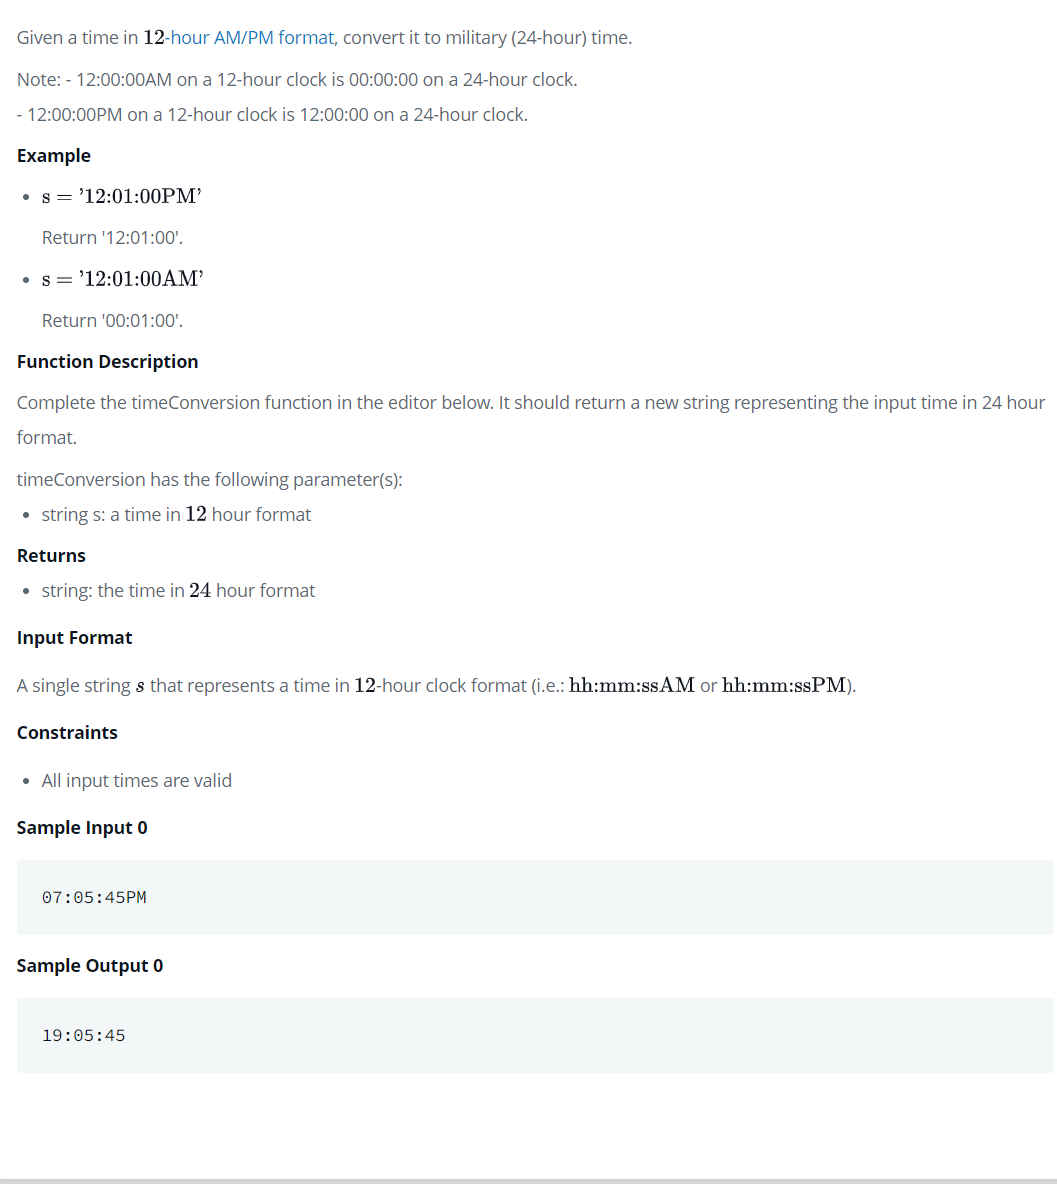 Given a time in 12-hour AM/PM format, convert it to military (24-hour) time.
Note: - 12:00:00AM on a 12-hour clock is 00:00:00 on a 24-hour clock.
- 12:00:00PM on a 12-hour clock is 12:00:00 on a 24-hour clock.
Example
• s = ’12:01:00PM’
Return '12:01:00'.
• s = ’12:01:00AM’
Return '00:01:00'.
Function Description
Complete the timeConversion function in the editor below. It should return a new string representing the input time in 24 hour
format.
timeConversion has the following parameter(s):
• string s: a time in 12 hour format
Returns
• string: the time in 24 hour format
Input Format
A single string s that represents a time in 12-hour clock format (i.e.: hh:mm:ssAM or hh:mm:ssPM).
Constraints
• All input times are valid
Sample Input 0
07:05:45PM
Sample Output 0
19:05:45